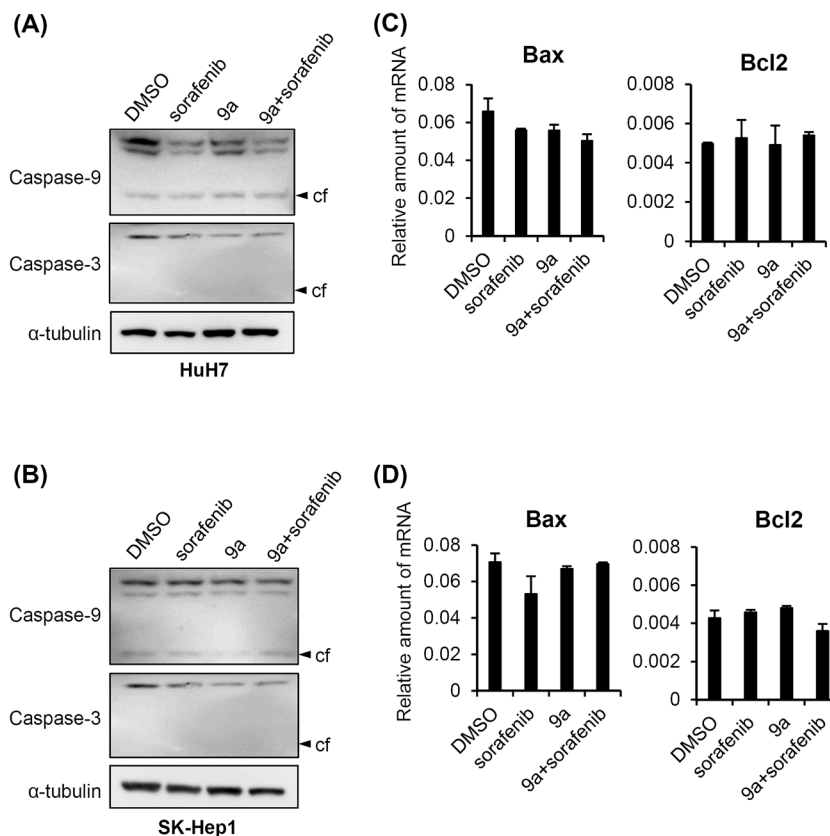 (A)
DMSO
sorafenib
9a
9a+sorafenib
Caspase-9
cf
Caspase-3
cf
α-tubulin
HuH7
(C)
Bax
Relative amount of mRNA
0.08
0.06
0.04
0.02
0
DMSO
sorafenib
9a
9a+sorafenib
Bcl2
0.008
0.006
0.004
0.002
0
DMSO
sorafenib
9a
9a+sorafenib
(B)
DMSO
sorafenib
9a
9a+sorafenib
Caspase-9
cf
Caspase-3
cf
α-tubulin
SK-Hep1
(D)
Bax
Relative amount of mRNA
0.08
0.06
0.04
0.02
0
DMSO
sorafenib
9a
9a+sorafenib
Bcl2
0.008
0.006
0.004
0.002
0
DMSO
sorafenib
9a
9a+sorafenib